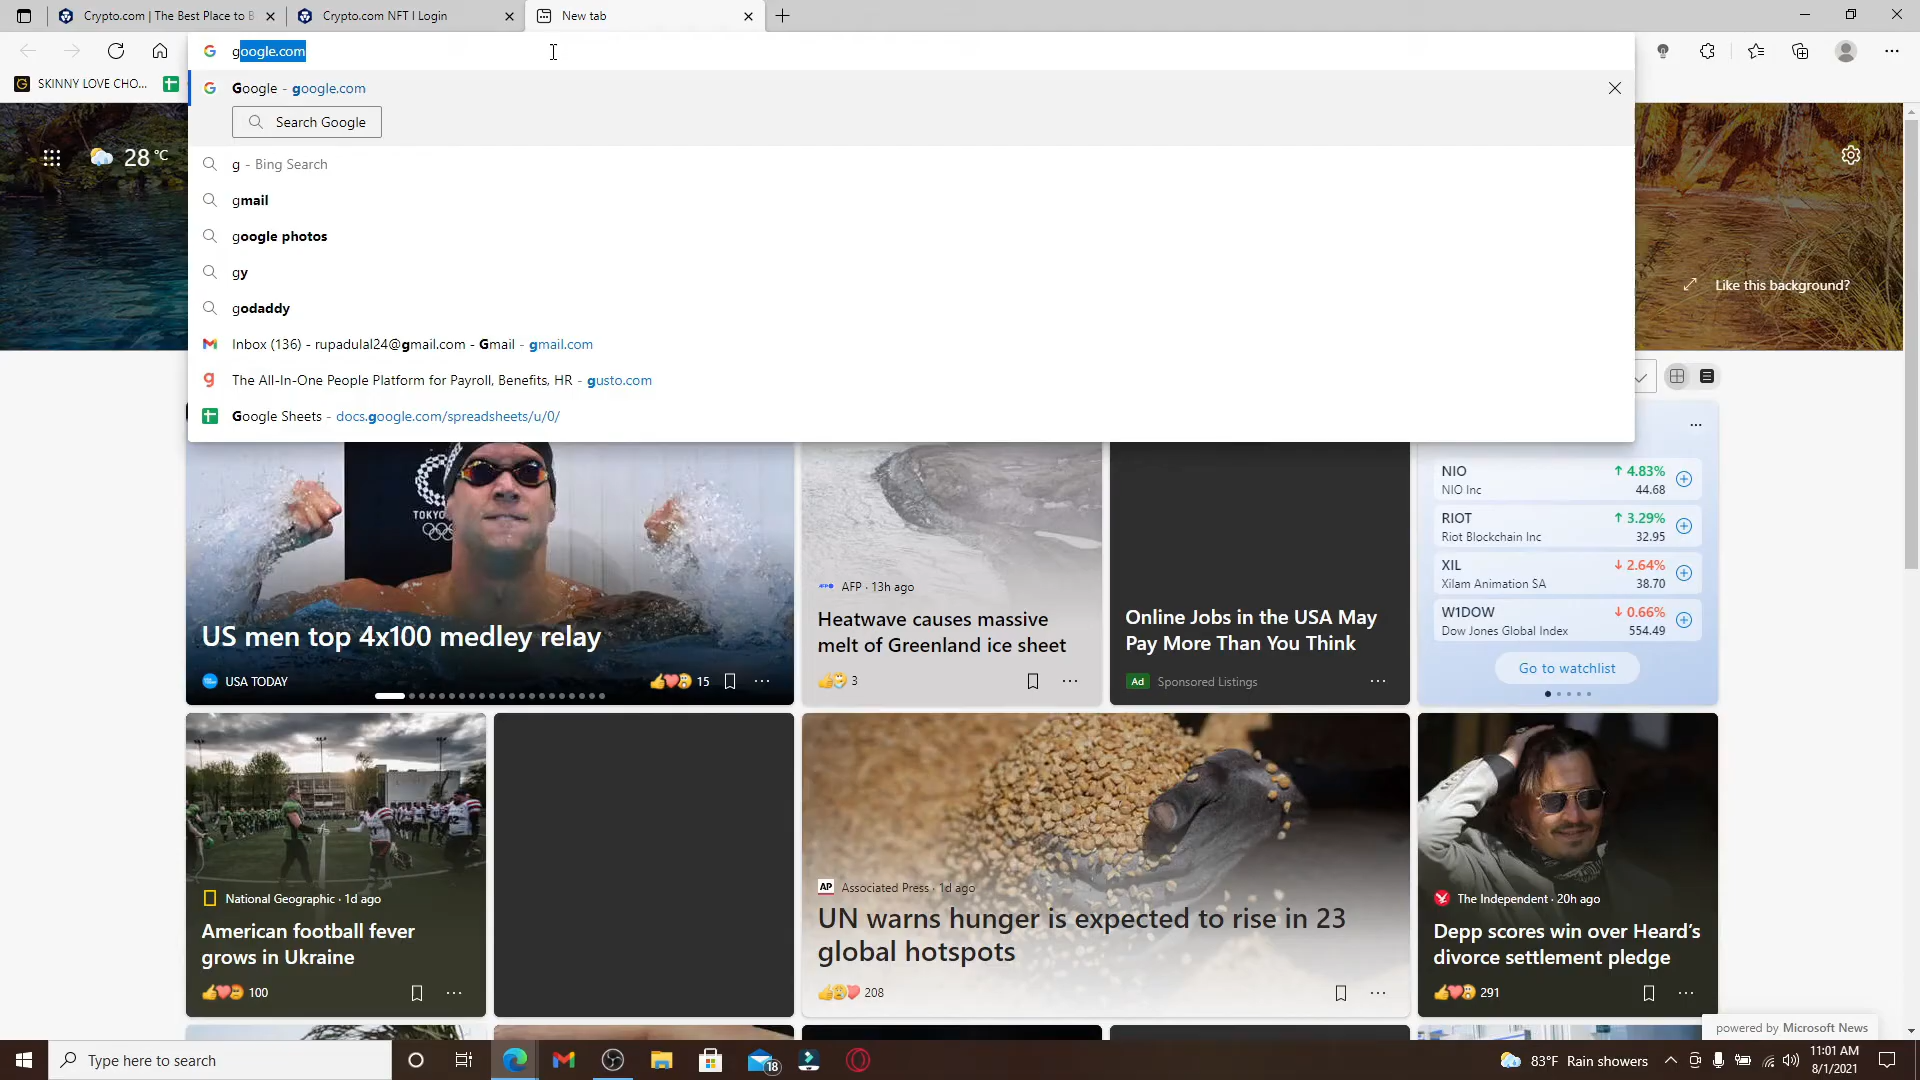 Crypto.com | The Best Place to B
Crypto.com NFT I Login
New tab
google.com
SKINNY LOVE CHO...
Google - google.com
Search Google
g - Bing Search
gmail
google photos
gy
godaddy
Inbox (136) - rupadulal24@gmail.com - Gmail - gmail.com
The All-In-One People Platform for Payroll, Benefits, HR - gusto.com
Google Sheets - docs.google.com/spreadsheets/u/0/
28 °C
Like this background?
TOKYO
US men top 4x100 medley relay
USA TODAY
15
AFP · 13h ago
Heatwave causes massive
melt of Greenland ice sheet
3
Online Jobs in the USA May
Pay More Than You Think
Ad Sponsored Listings
NIO ↑ 4.83%
NIO Inc 44.68
RIOT ↑ 3.29%
Riot Blockchain Inc 32.95
XIL ↓ 2.64%
Xilam Animation SA 38.70
W1DOW ↓ 0.66%
Dow Jones Global Index 554.49
Go to watchlist
National Geographic · 1d ago
American football fever
grows in Ukraine
100
AP Associated Press · 1d ago
UN warns hunger is expected to rise in 23
global hotspots
208
The Independent · 20h ago
Depp scores win over Heard's
divorce settlement pledge
291
powered by Microsoft News
Type here to search
18
83°F Rain showers
11:01 AM
8/1/2021